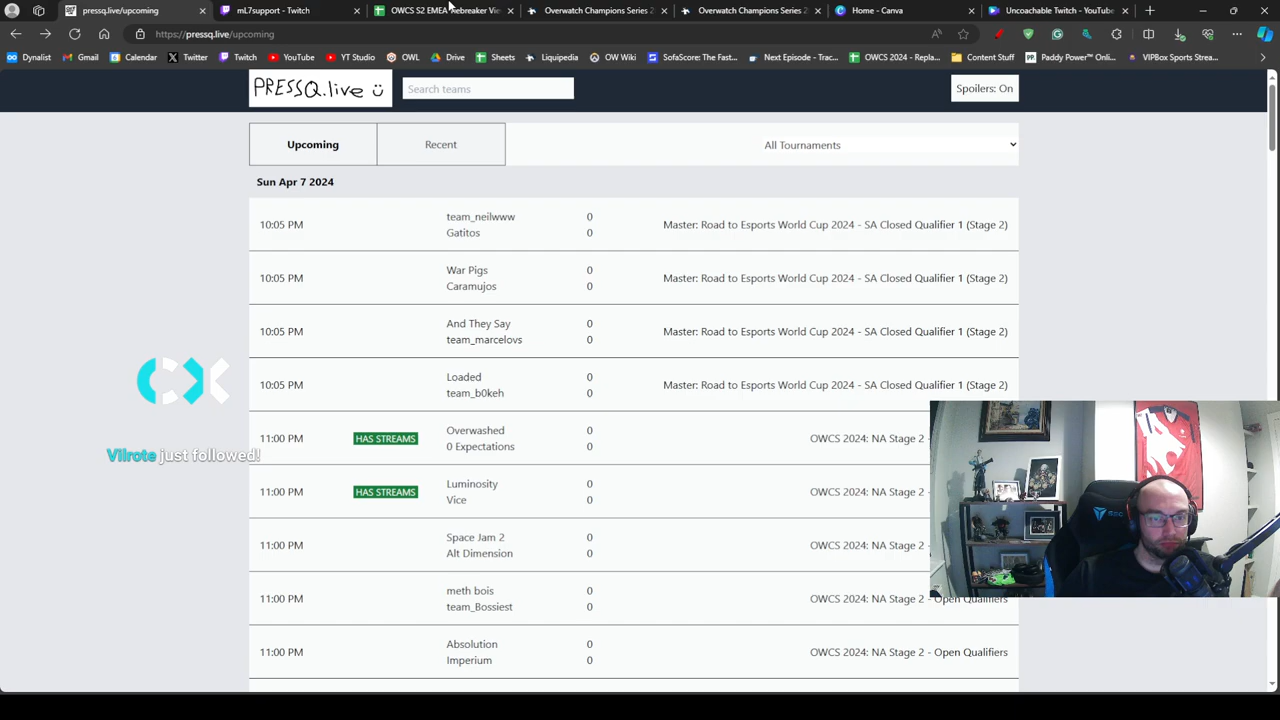 pressq.live/upcoming
mL7support - Twitch
OWCS S2 EMEA
Overwatch Champions Series 2
Overwatch Champions Series 2
Home - Canva
Uncoachable Twitch - YouTube
https://pressq.live/upcoming
Dynalist Gmail Calendar Twitter Twitch YouTube YT Studio OWL Drive Sheets Liquipedia OW Wiki SofaScore: The Fast... Next Episode - Trac... OWCS 2024 - Repla... Content Stuff Paddy Power™ Onli... VIPBox Sports Strea...
PRESSQ.live
Search teams
Spoilers: On
Upcoming Recent All Tournaments
Sun Apr 7 2024
team_neilwww 0
10:05 PM Master: Road to Esports World Cup 2024 - SA Closed Qualifier 1 (Stage 2)
Gatitos 0
War Pigs 0
10:05 PM Master: Road to Esports World Cup 2024 - SA Closed Qualifier 1 (Stage 2)
Caramujos 0
And They Say 0
10:05 PM Master: Road to Esports World Cup 2024 - SA Closed Qualifier 1 (Stage 2)
team_marcelovs 0
Loaded 0
10:05 PM Master: Road to Esports World Cup 2024 - SA Closed Qualifier 1 (Stage 2)
team_b0keh 0
Overwashed 0
11:00 PM HAS STREAMS OWCS 2024: NA Stage 2 -
0 Expectations 0
Vilrote just followed!
Luminosity 0
11:00 PM HAS STREAMS OWCS 2024: NA Stage 2 -
Vice 0
Space Jam 2 0
11:00 PM OWCS 2024: NA Stage 2 -
Alt Dimension 0
meth bois 0
11:00 PM OWCS 2024: NA Stage 2 - Open Qualifiers
team_Bossiest 0
Absolution 0
11:00 PM OWCS 2024: NA Stage 2 - Open Qualifiers
Imperium 0